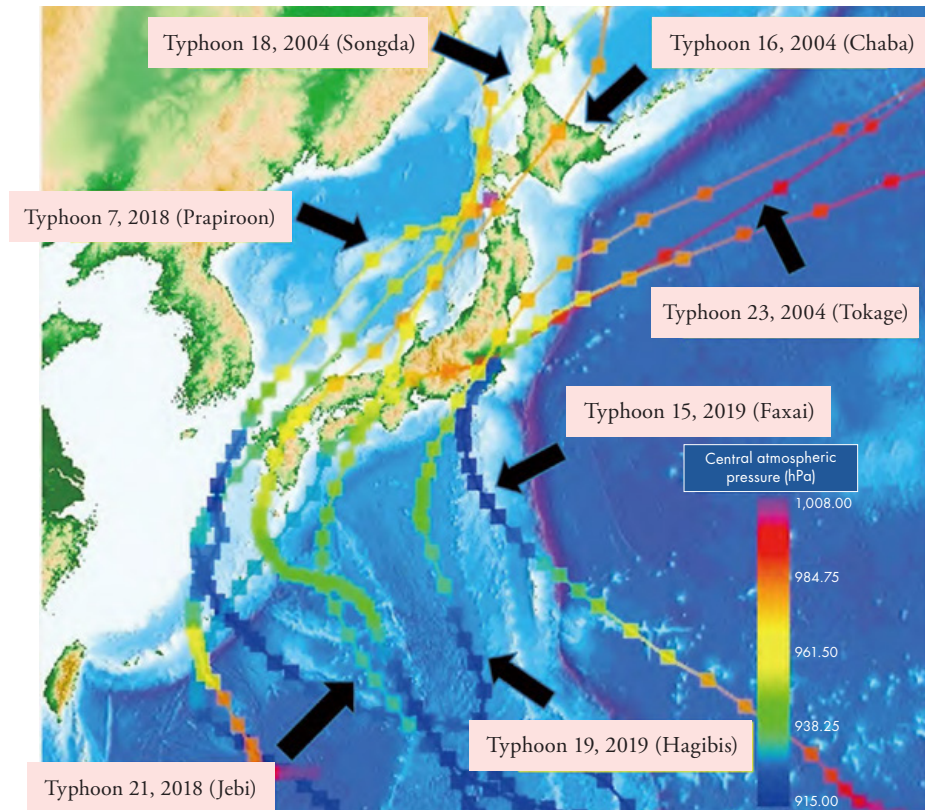 Typhoon 18, 2004 (Songda)
Typhoon 16, 2004 (Chaba)
Typhoon 7, 2018 (Prapiroon)
Typhoon 23, 2004 (Tokage)
Typhoon 15, 2019 (Faxai)
Central atmospheric
pressure (hPa)
1,008.00
984.75
961.50
938.25
915.00
Typhoon 19, 2019 (Hagibis)
Typhoon 21, 2018 (Jebi)